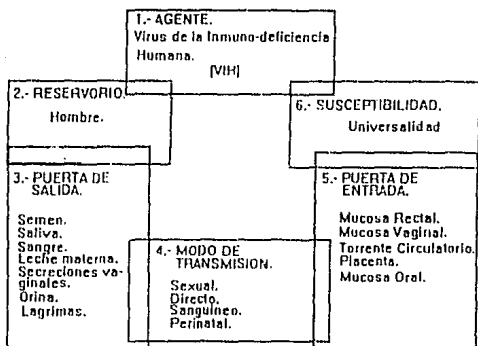 1.- AGENTE.
Virus de la Inmuno-deficiencia
Humana.
[VIH]
2.- RESERVORIO.
Hombre.
3.- PUERTA DE
SALIDA.
Semen.
Saliva.
Sangre.
Leche materna.
Secreciones va-
ginales.
Orina.
Lagrimas.
4.- MODO DE
TRANSMISION.
Sexual.
Directo.
Sanguíneo.
Perinatal.
5.- PUERTA DE
ENTRADA.
Mucosa Rectal.
Mucosa Vaginal.
Torrente Circulatorio.
Placenta.
Mucosa Oral.
6.- SUSCEPTIBILIDAD.
Universalidad